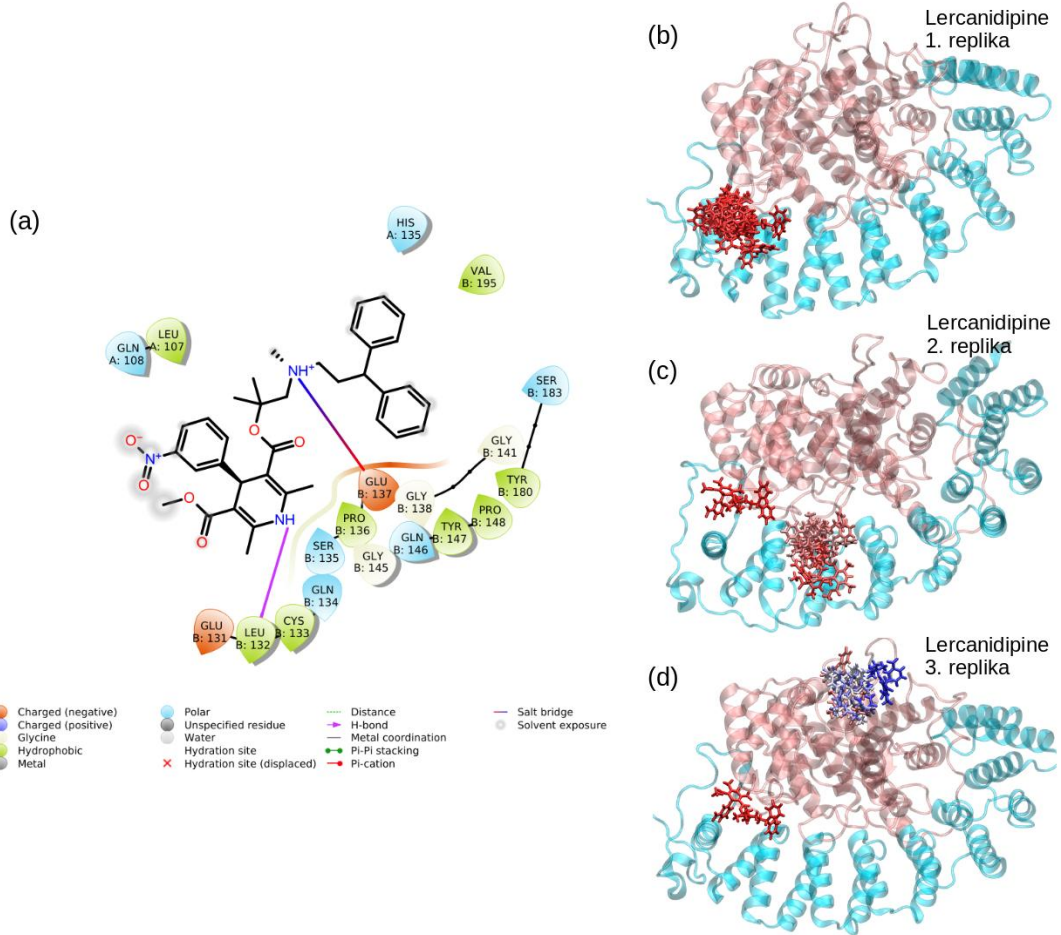 (a)
HIS
A: 135
VAL
B: 195
LEU
A: 107
GLN
A: 108
SER
B: 183
GLY
B: 141
TYR
B: 180
GLU
B: 137
GLY
B: 138
PRO
B: 148
PRO
B: 136
TYR
B: 147
GLN
B: 146
SER
B: 135
GLY
B: 145
GLN
B: 134
CYS
B: 133
LEU
B: 132
GLU
B: 131
NH+
O
O
O-
N+
O
O
O
NH
Charged (negative)
Charged (positive)
Glycine
Hydrophobic
Metal
Polar
Unspecified residue
Water
Hydration site
Hydration site (displaced)
Distance
H-bond
Metal coordination
Pi-Pi stacking
Pi-cation
Salt bridge
Solvent exposure
(b)
Lercanidipine
1. replika
(c)
Lercanidipine
2. replika
(d)
Lercanidipine
3. replika